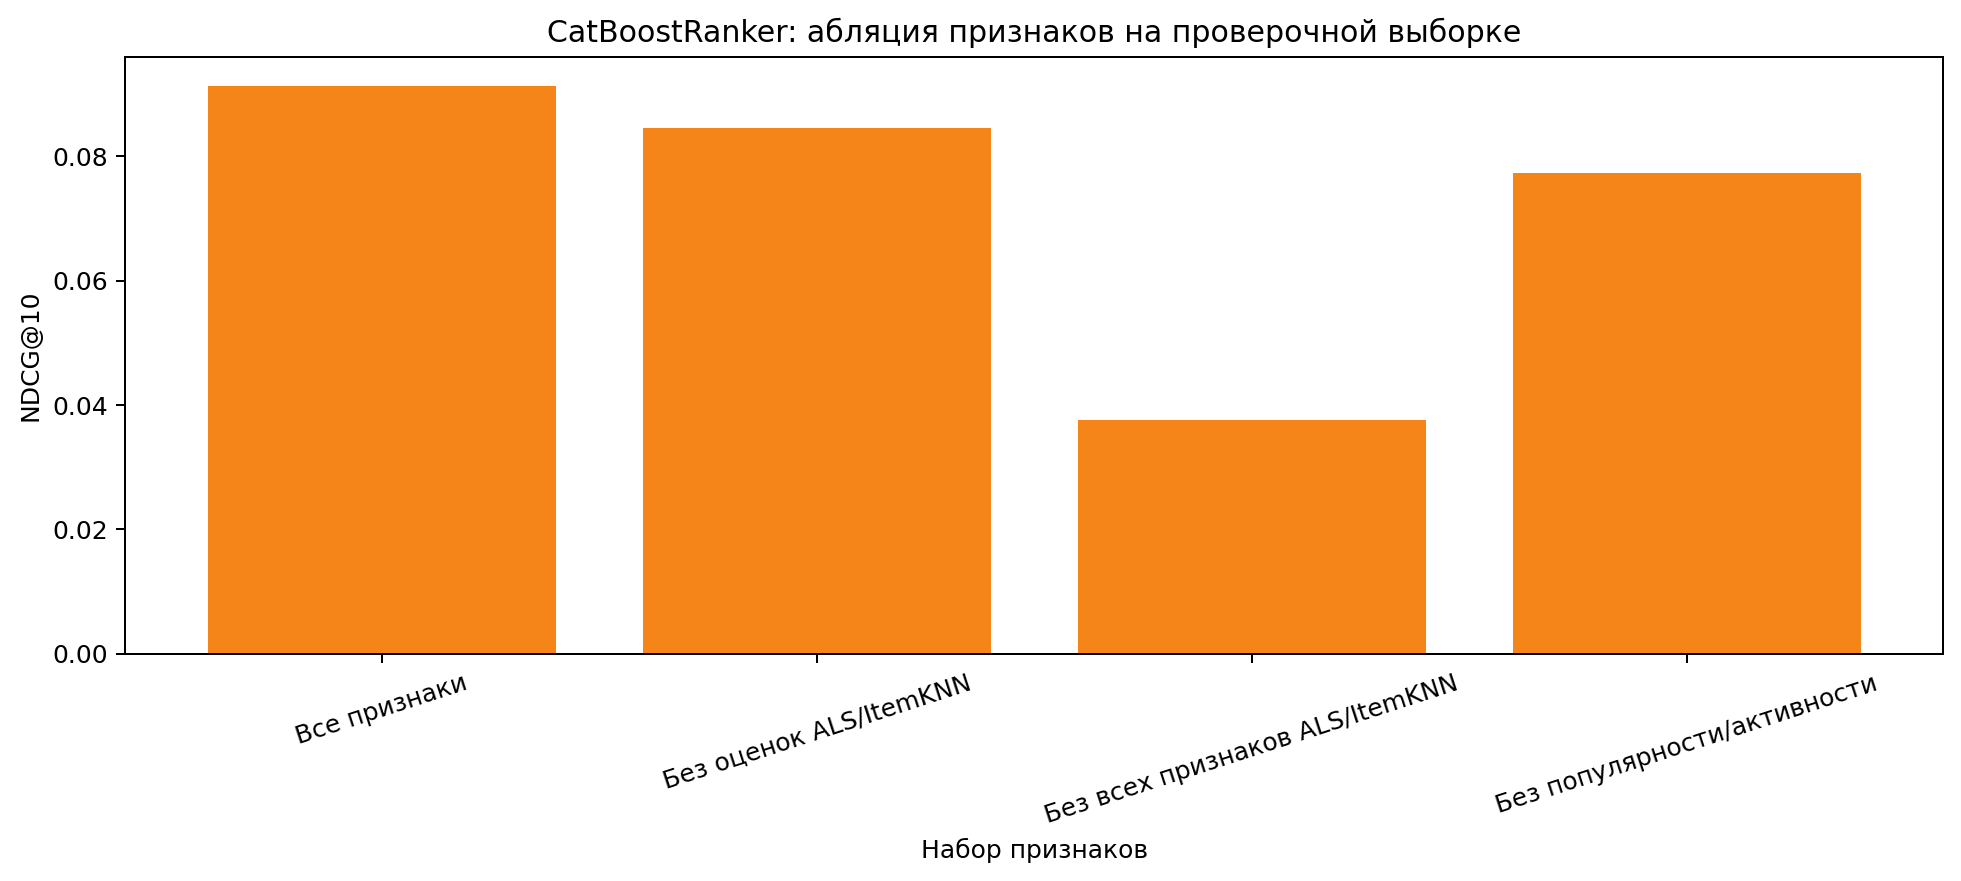 CatBoostRanker: абляция признаков на проверочной выборке
NDCG@10
0.08
0.06
0.04
0.02
0.00
Все признаки
Без оценок ALS/ItemKNN
Без всех признаков ALS/ItemKNN
Без популярности/активности
Набор признаков